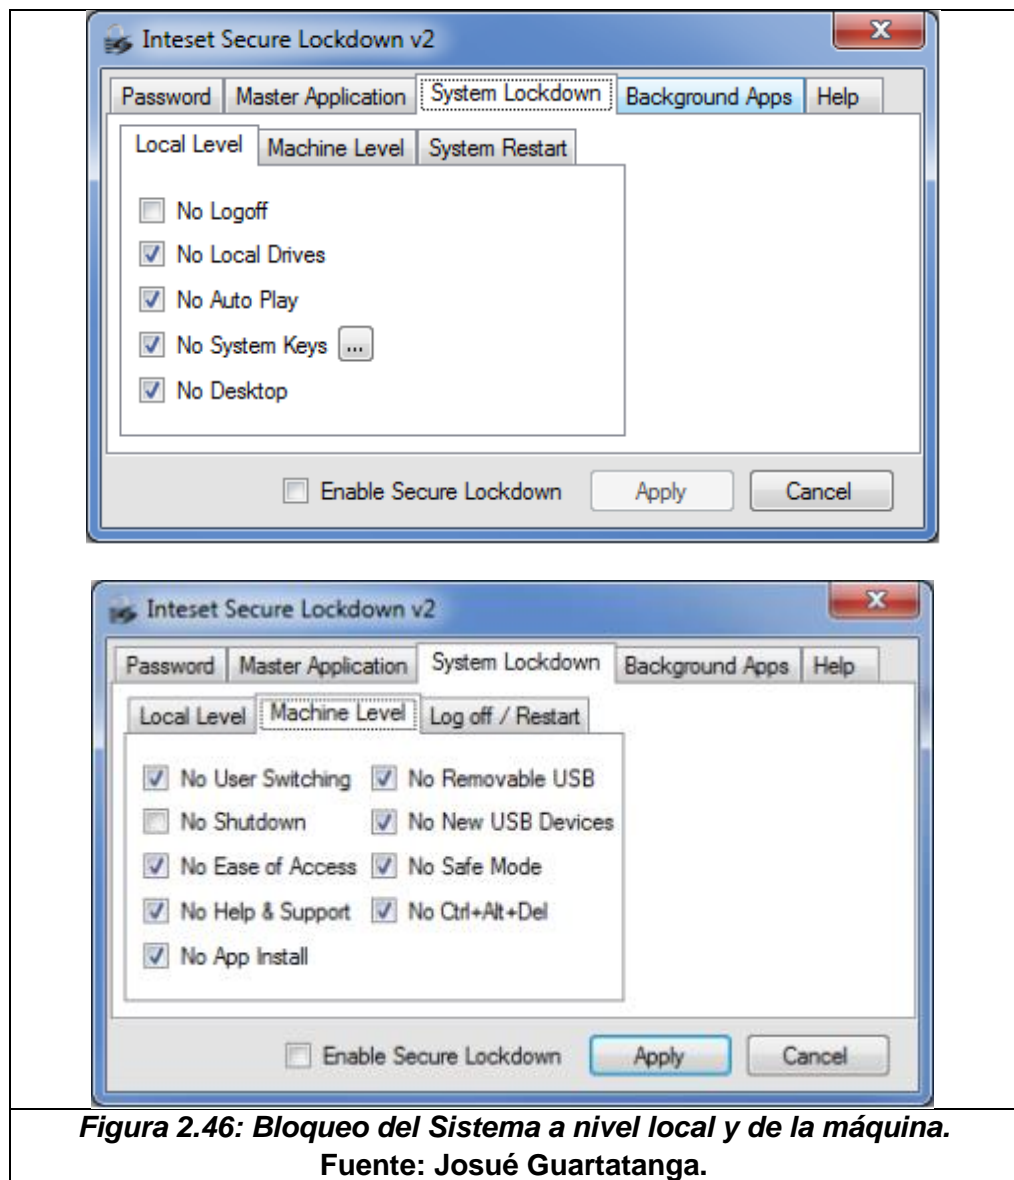 Inteset Secure Lockdown v2
Password Master Application System Lockdown Background Apps Help
Local Level Machine Level System Restart
No Logoff
No Local Drives
No Auto Play
No System Keys ...
No Desktop
Enable Secure Lockdown Apply Cancel
Inteset Secure Lockdown v2
Password Master Application System Lockdown Background Apps Help
Local Level Machine Level Log off / Restart
No User Switching No Removable USB
No Shutdown No New USB Devices
No Ease of Access No Safe Mode
No Help & Support No Ctrl+Alt+Del
No App Install
Enable Secure Lockdown Apply Cancel
Figura 2.46: Bloqueo del Sistema a nivel local y de la máquina.
Fuente: Josué Guartatanga.